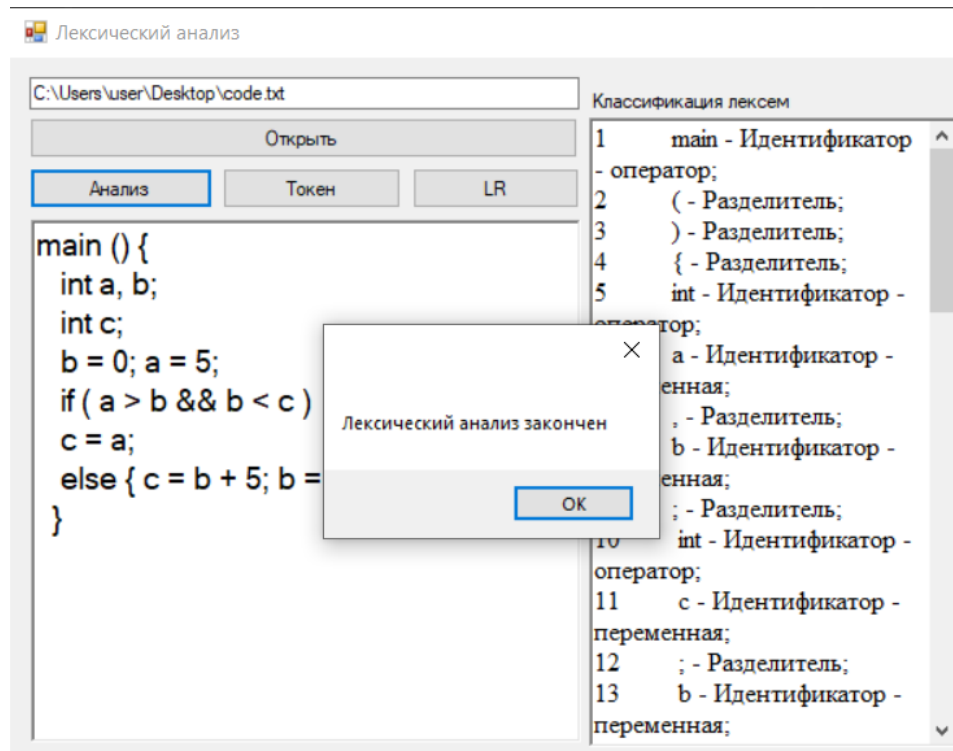 Лексический анализ
C:\Users\user\Desktop\code.txt
Открыть
Анализ
Токен
LR
main () {
int a, b;
int c;
b = 0; a = 5;
if ( a > b && b < c )
c = a;
else { c = b + 5; b =
}
Лексический анализ закончен
OK
Классификация лексем
1 main - Идентификатор
- оператор;
2 ( - Разделитель;
3 ) - Разделитель;
4 { - Разделитель;
5 int - Идентификатор -
оператор;
a - Идентификатор -
, - Разделитель;
b - Идентификатор -
; - Разделитель;
10 int - Идентификатор -
оператор;
11 c - Идентификатор -
переменная;
12 ; - Разделитель;
13 b - Идентификатор -
переменная;